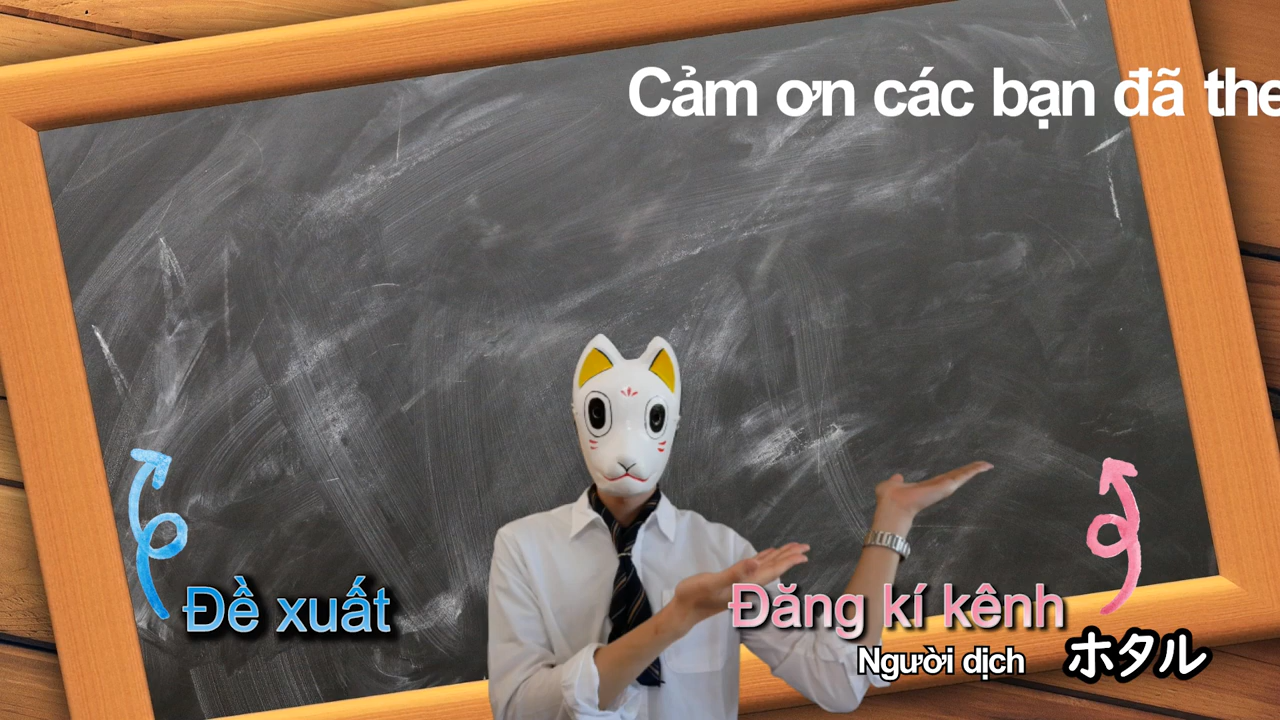 Cảm ơn các bạn đã the
Đề xuất
Đăng kí kênh
Người dịch ホタル